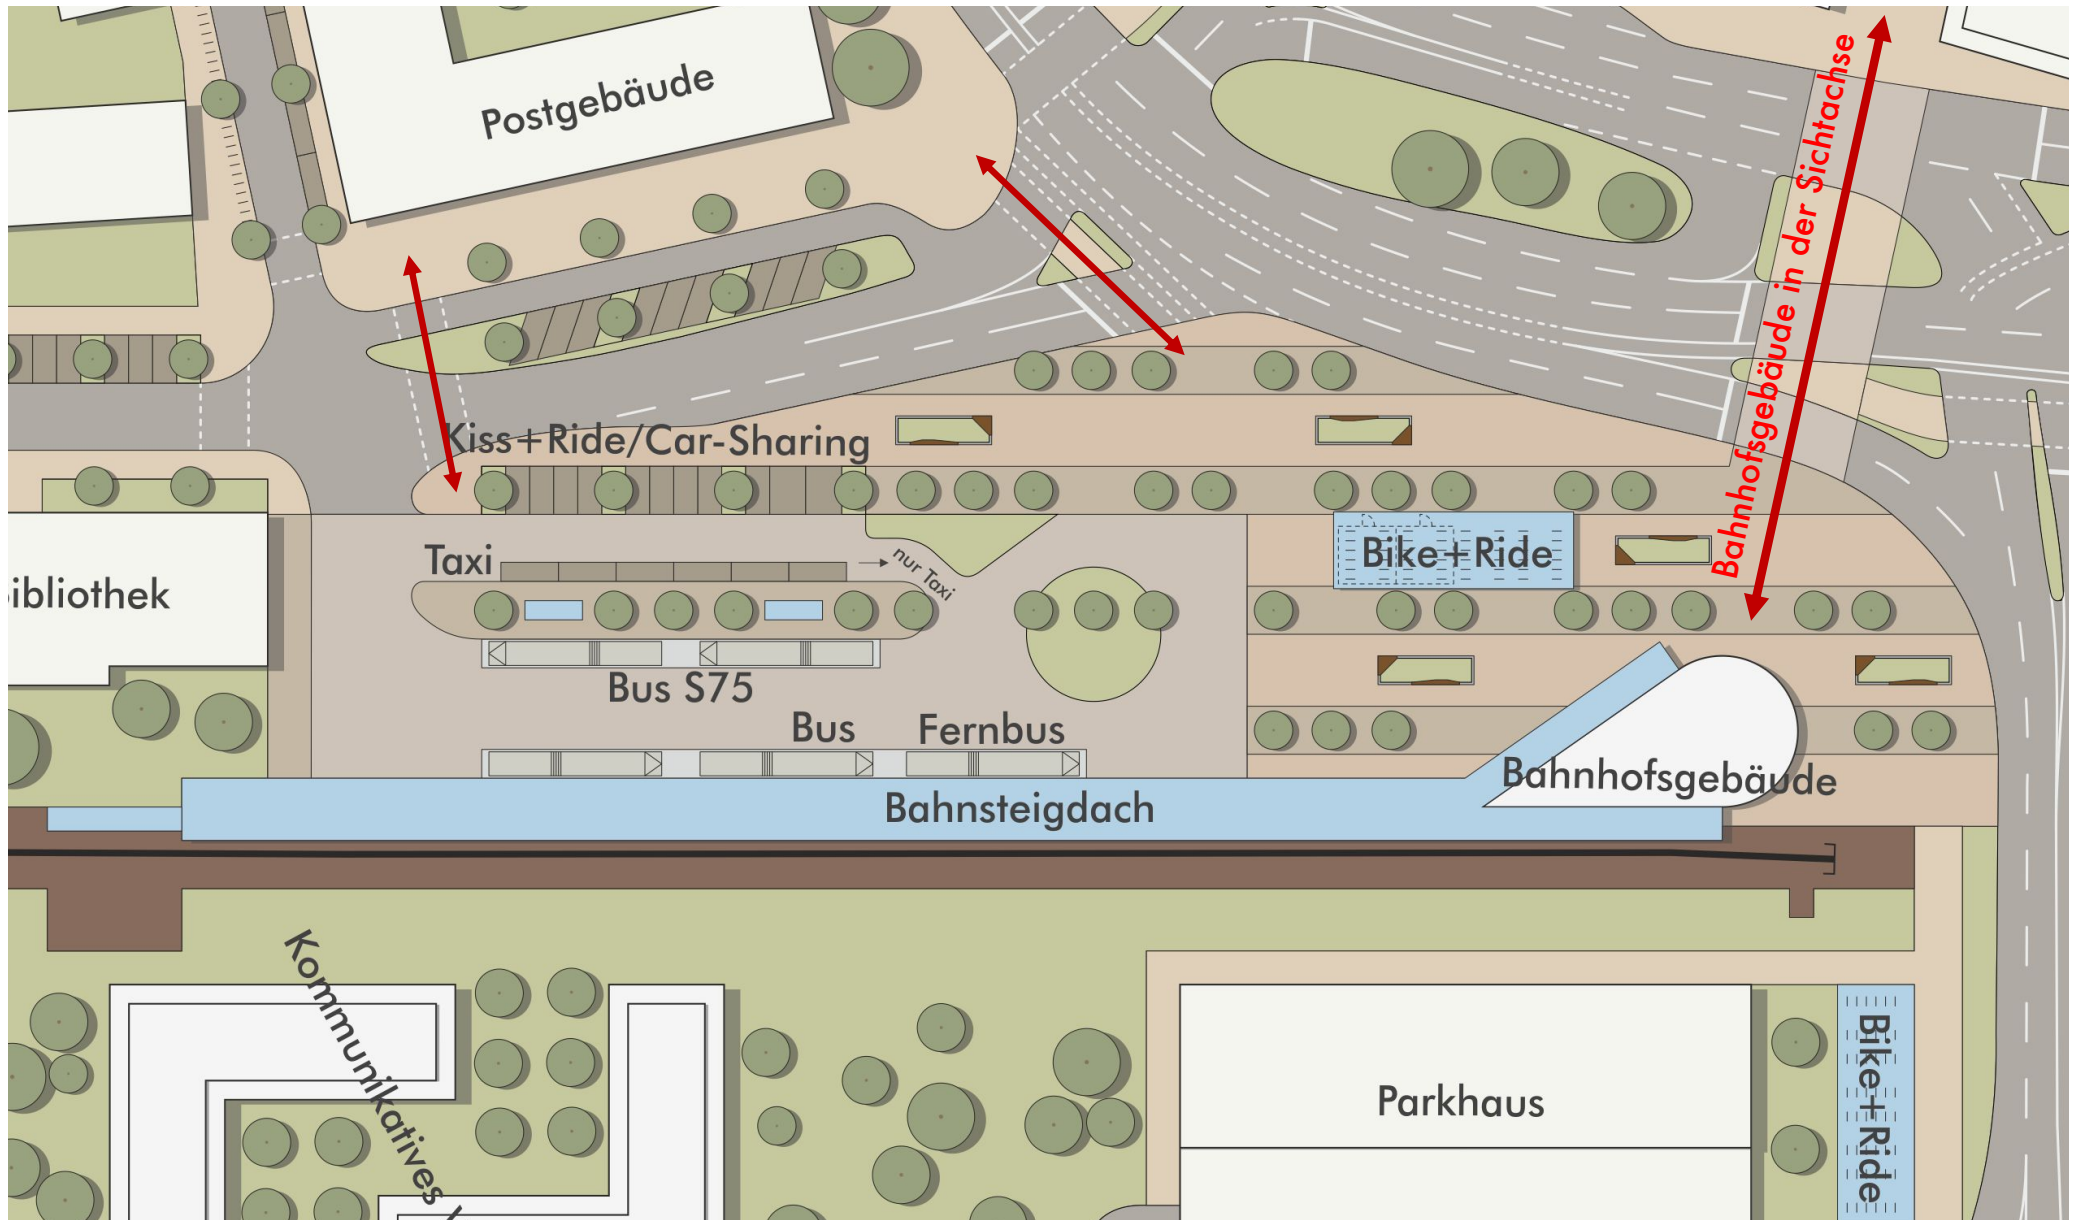 Postgebäude
Bahnhofsgebäude in der Sichtachse
Kiss+Ride/Car-Sharing
Taxi
nur Taxi
Bike+Ride
ibliothek
Bus S75
Bus
Fernbus
Bahnhofsgebäude
Bahnsteigdach
Kommunikatives
Parkhaus
Bike+Ride